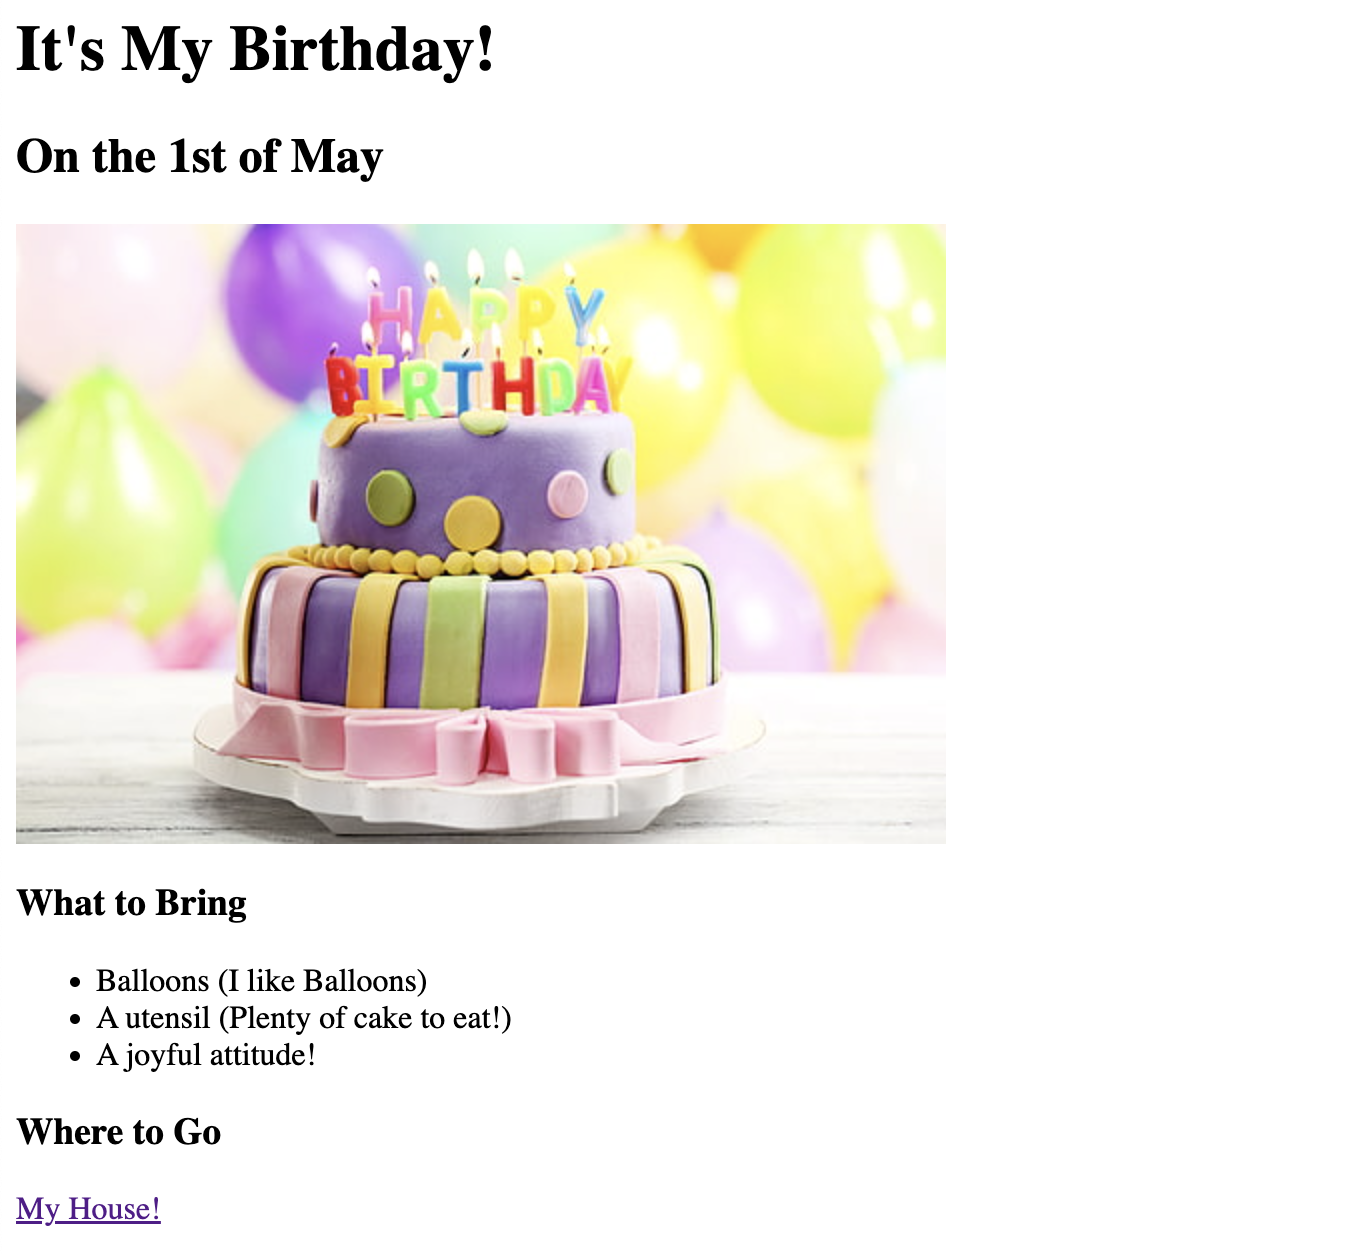 It's My Birthday!
On the 1st of May
HAPPY
BIRTHDAY
What to Bring
Balloons (I like Balloons)
A utensil (Plenty of cake to eat!)
A joyful attitude!
Where to Go
My House!